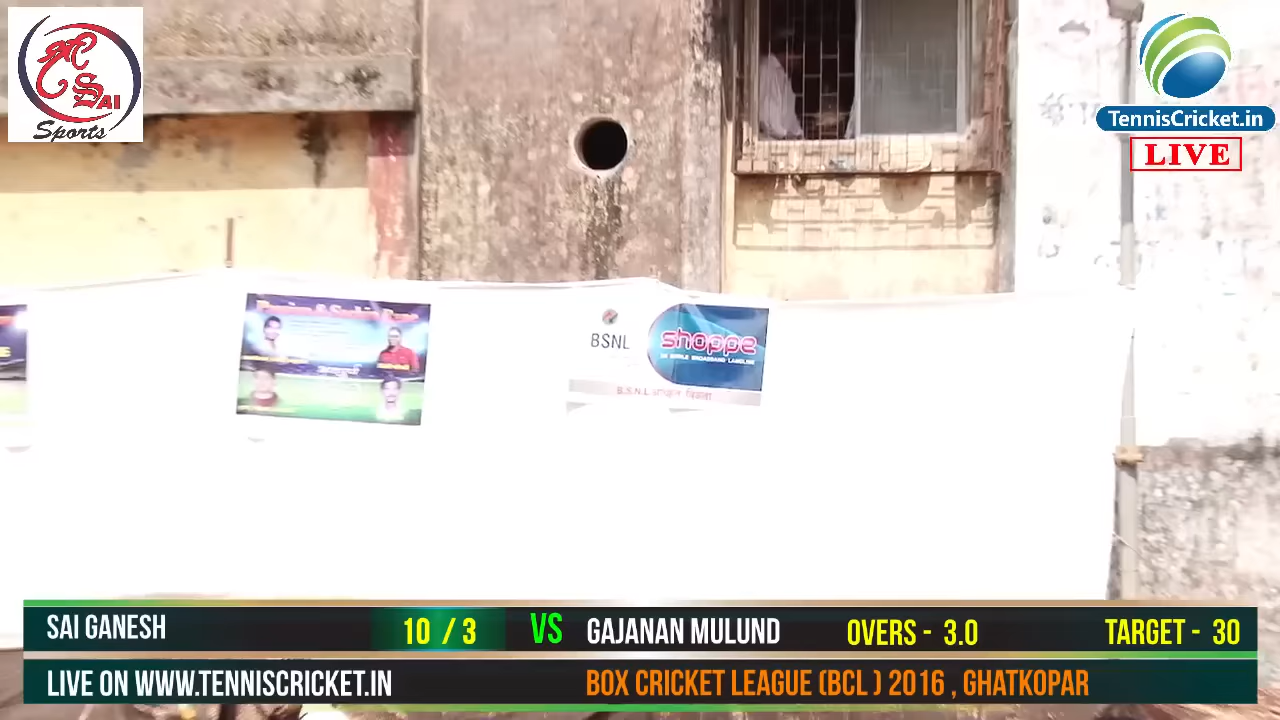 श्री
SAI
Sports
TennisCricket.in
LIVE
BSNL
shoppe
B.S.N.L
SAI GANESH 10 / 3 VS GAJANAN MULUND OVERS - 3.0 TARGET - 30
LIVE ON WWW.TENNISCRICKET.IN BOX CRICKET LEAGUE (BCL ) 2016 , GHATKOPAR